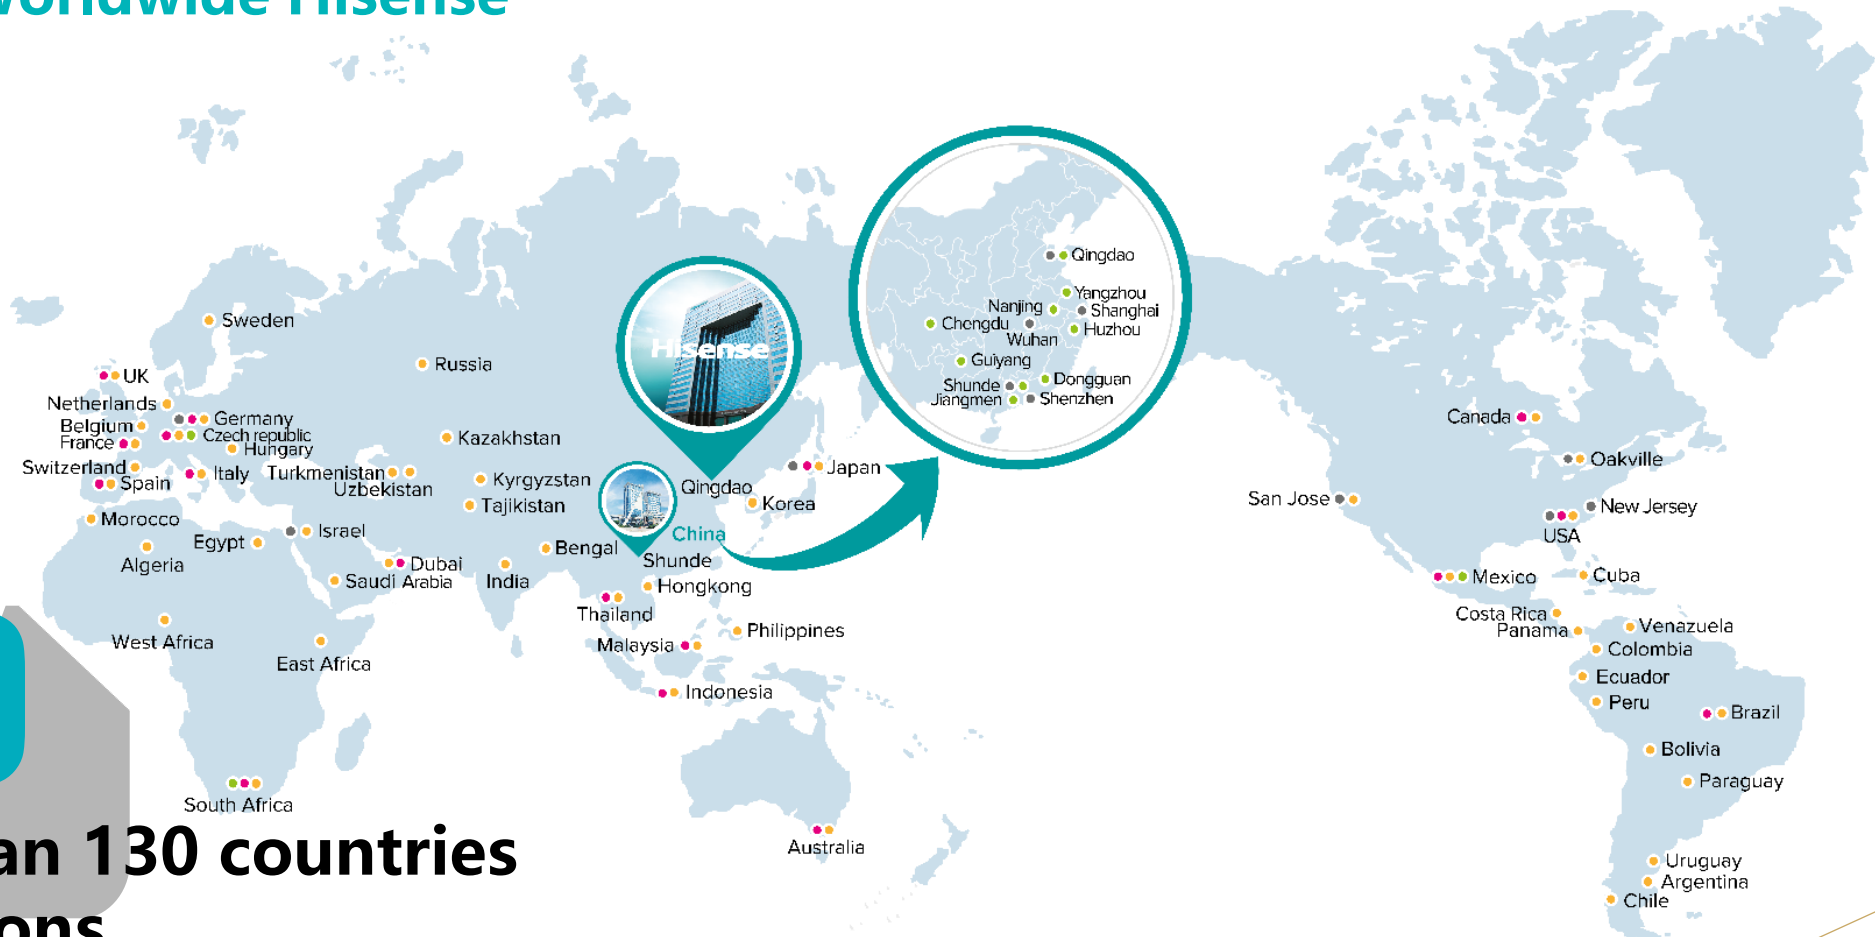 Worldwide Hisense
Qingdao
Yangzhou
Nanjing
Shanghai
Chengdu
Huzhou
Wuhan
Guiyang
Dongguan
Shunde
Jiangmen
Shenzhen
Sweden
Hisense
Russia
UK
Netherlands
Germany
Belgium
Czech republic
France
Hungary
Kazakhstan
Switzerland
Italy
Turkmenistan
Spain
Uzbekistan
Kyrgyzstan
Tajikistan
Qingdao
Japan
Korea
Morocco
Israel
Egypt
China
Algeria
Bengal
Dubai
Shunde
Saudi Arabia
India
Hongkong
Thailand
West Africa
Philippines
Malaysia
East Africa
Indonesia
South Africa
Australia
Canada
Oakville
San Jose
New Jersey
USA
Mexico
Cuba
Costa Rica
Panama
Venazuela
Colombia
Ecuador
Peru
Brazil
Bolivia
Paraguay
Uruguay
Argentina
Chile
an 130 countries
ons